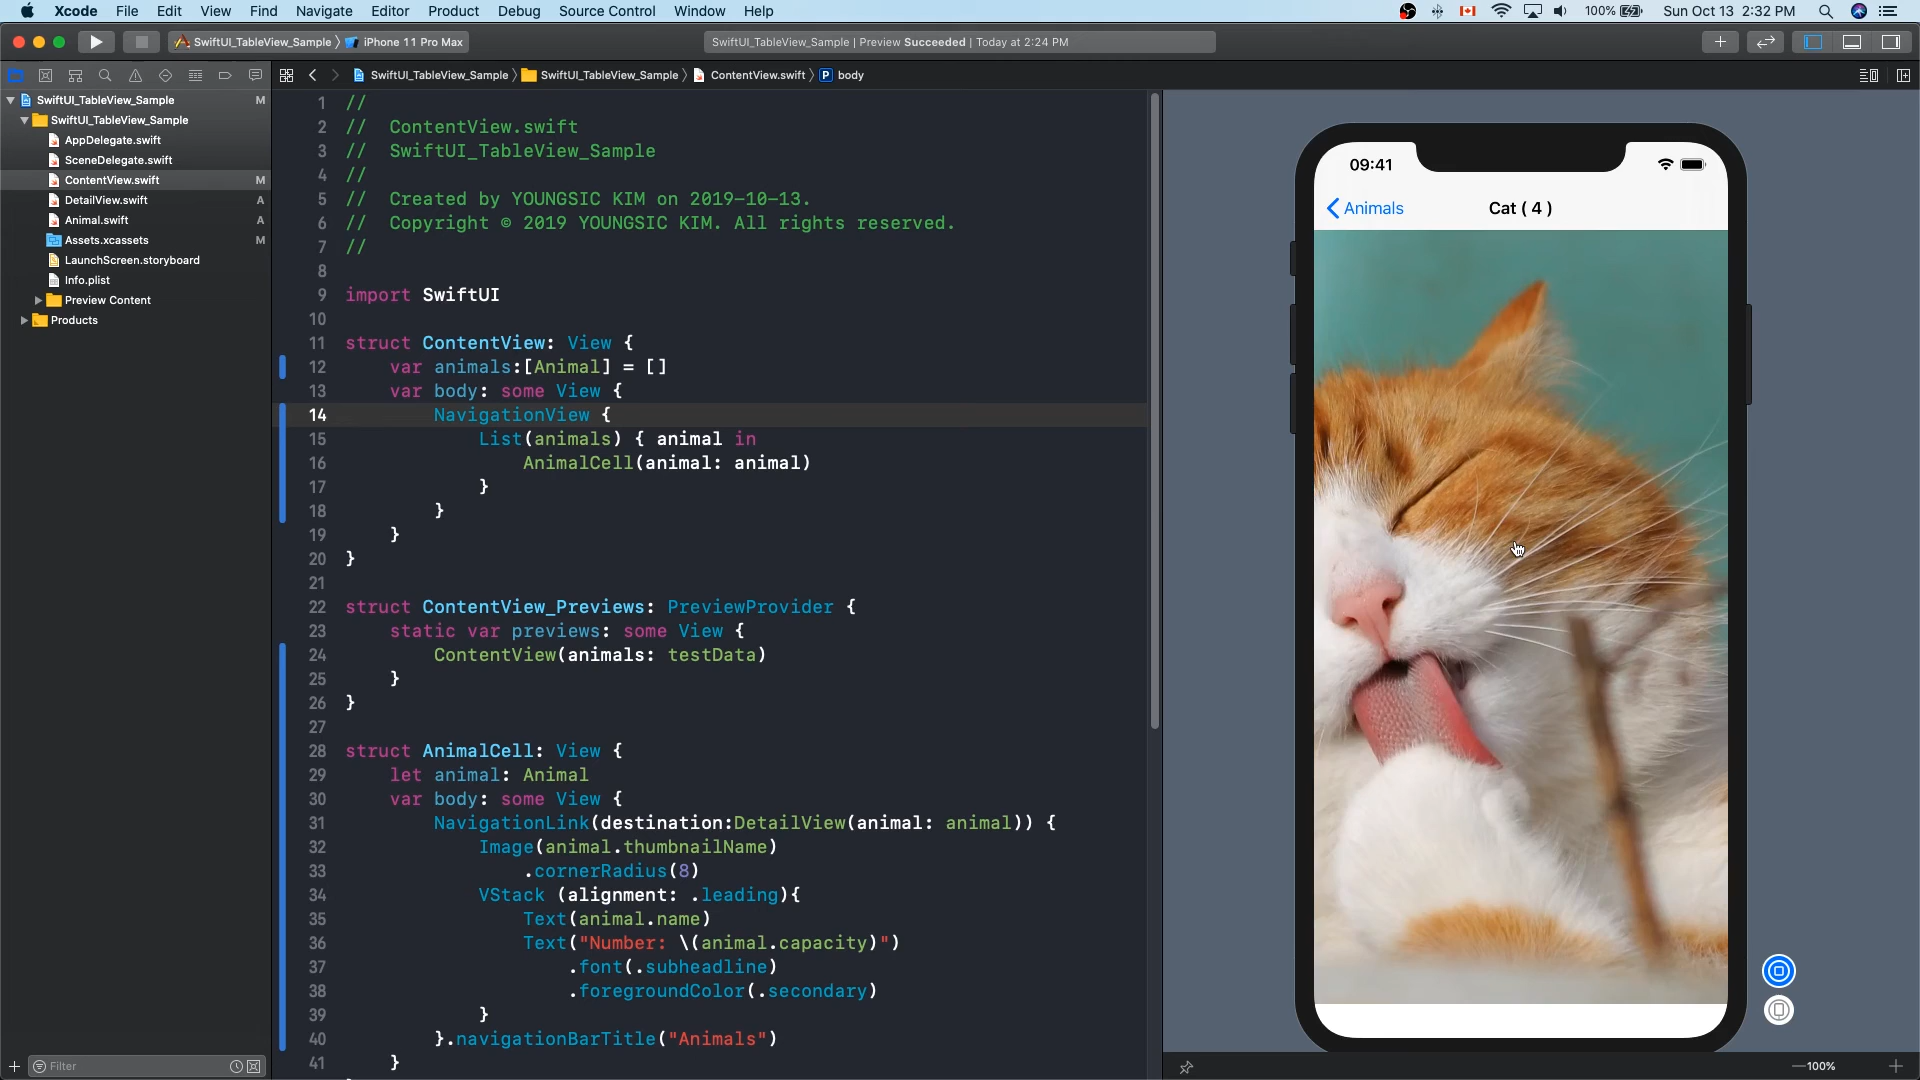 Xcode File Edit View Find Navigate Editor Product Debug Source Control Window Help 100% Sun Oct 13 2:32 PM
SwiftUI_TableView_Sample iPhone 11 Pro Max
SwiftUI_TableView_Sample | Preview Succeeded | Today at 2:24 PM
SwiftUI_TableView_Sample SwiftUI_TableView_Sample ContentView.swift P body
SwiftUI_TableView_Sample M
SwiftUI_TableView_Sample
AppDelegate.swift
SceneDelegate.swift
ContentView.swift M
DetailView.swift A
Animal.swift A
Assets.xcassets M
LaunchScreen.storyboard
Info.plist
Preview Content
Products
Filter
1 //
2 //  ContentView.swift
3 //  SwiftUI_TableView_Sample
4 //
5 //  Created by YOUNGSIC KIM on 2019-10-13.
6 //  Copyright © 2019 YOUNGSIC KIM. All rights reserved.
7 //
8
9 import SwiftUI
10
11 struct ContentView: View {
12     var animals:[Animal] = []
13     var body: some View {
14         NavigationView {
15             List(animals) { animal in
16                 AnimalCell(animal: animal)
17             }
18         }
19     }
20 }
21
22 struct ContentView_Previews: PreviewProvider {
23     static var previews: some View {
24         ContentView(animals: testData)
25     }
26 }
27
28 struct AnimalCell: View {
29     let animal: Animal
30     var body: some View {
31         NavigationLink(destination:DetailView(animal: animal)) {
32             Image(animal.thumbnailName)
33                 .cornerRadius(8)
34             VStack (alignment: .leading){
35                 Text(animal.name)
36                 Text("Number: \(animal.capacity)")
37                     .font(.subheadline)
38                     .foregroundColor(.secondary)
39             }
40         }.navigationBarTitle("Animals")
41     }
09:41
Animals Cat ( 4 )
100%